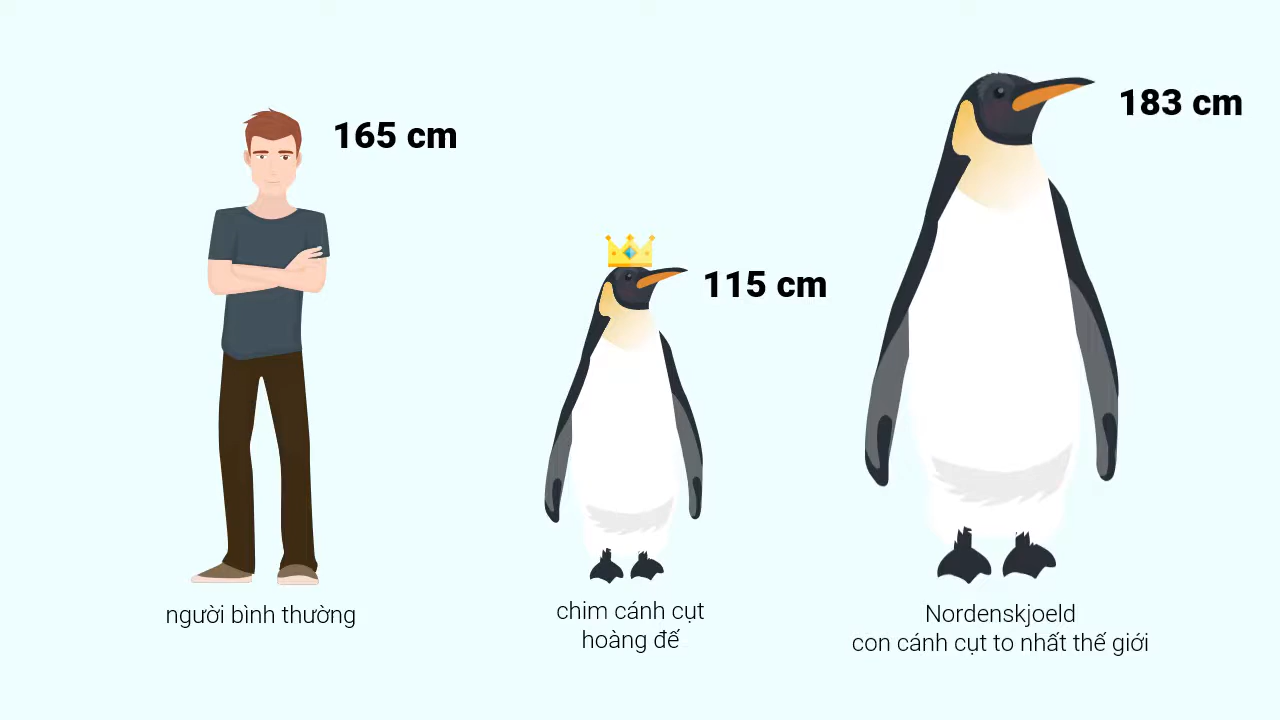 165 cm
người bình thường
115 cm
chim cánh cụt
hoàng đế
183 cm
Nordenskjoeld
con cánh cụt to nhất thế giới